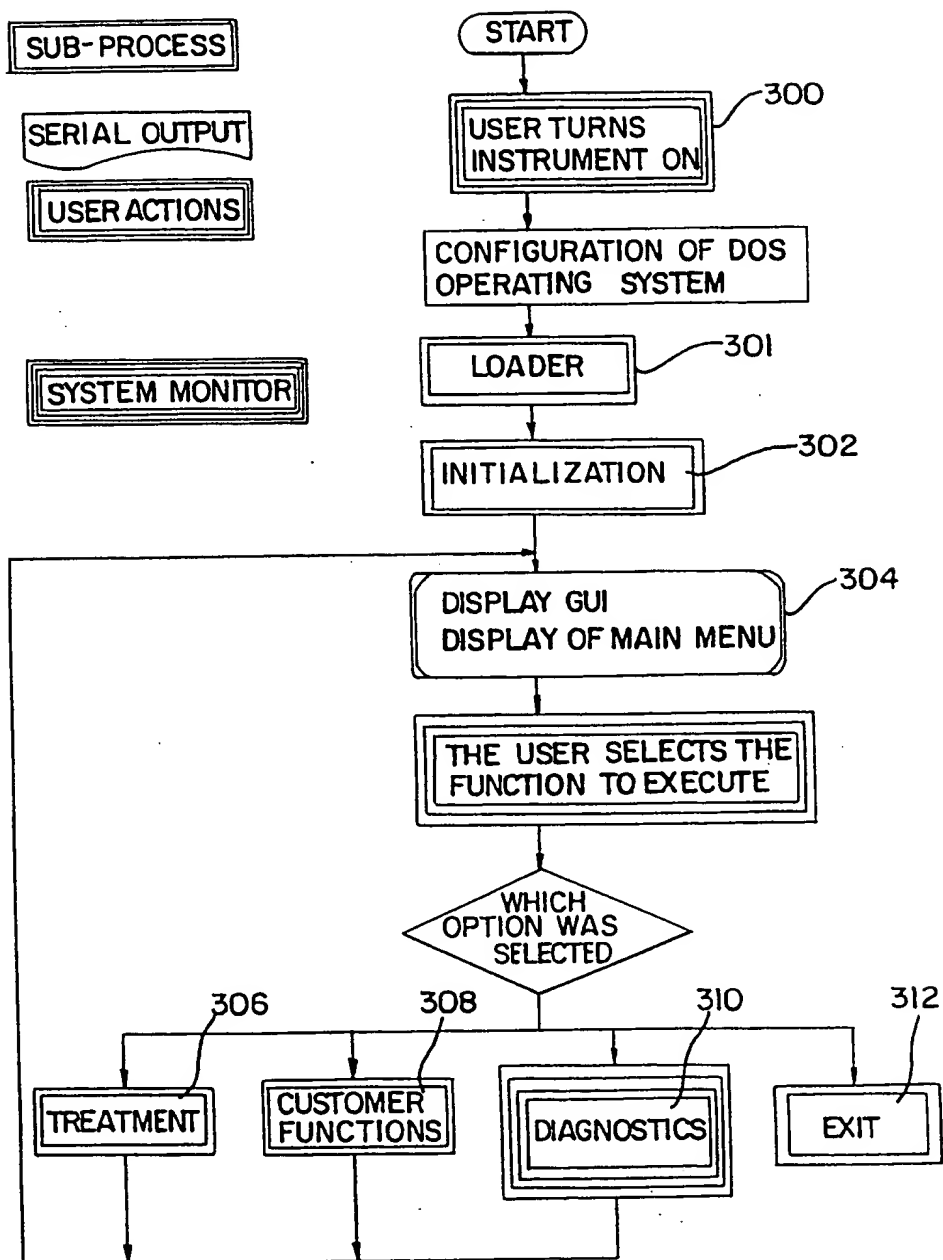 SUB-PROCESS
SERIAL OUTPUT
USER ACTIONS
SYSTEM MONITOR
START
300
USER TURNS
INSTRUMENT ON
CONFIGURATION OF DOS
OPERATING SYSTEM
301
LOADER
302
INITIALIZATION
304
DISPLAY GUI
DISPLAY OF MAIN MENU
THE USER SELECTS THE
FUNCTION TO EXECUTE
WHICH
OPTION WAS
SELECTED
306
308
310
312
TREATMENT
CUSTOMER
FUNCTIONS
DIAGNOSTICS
EXIT